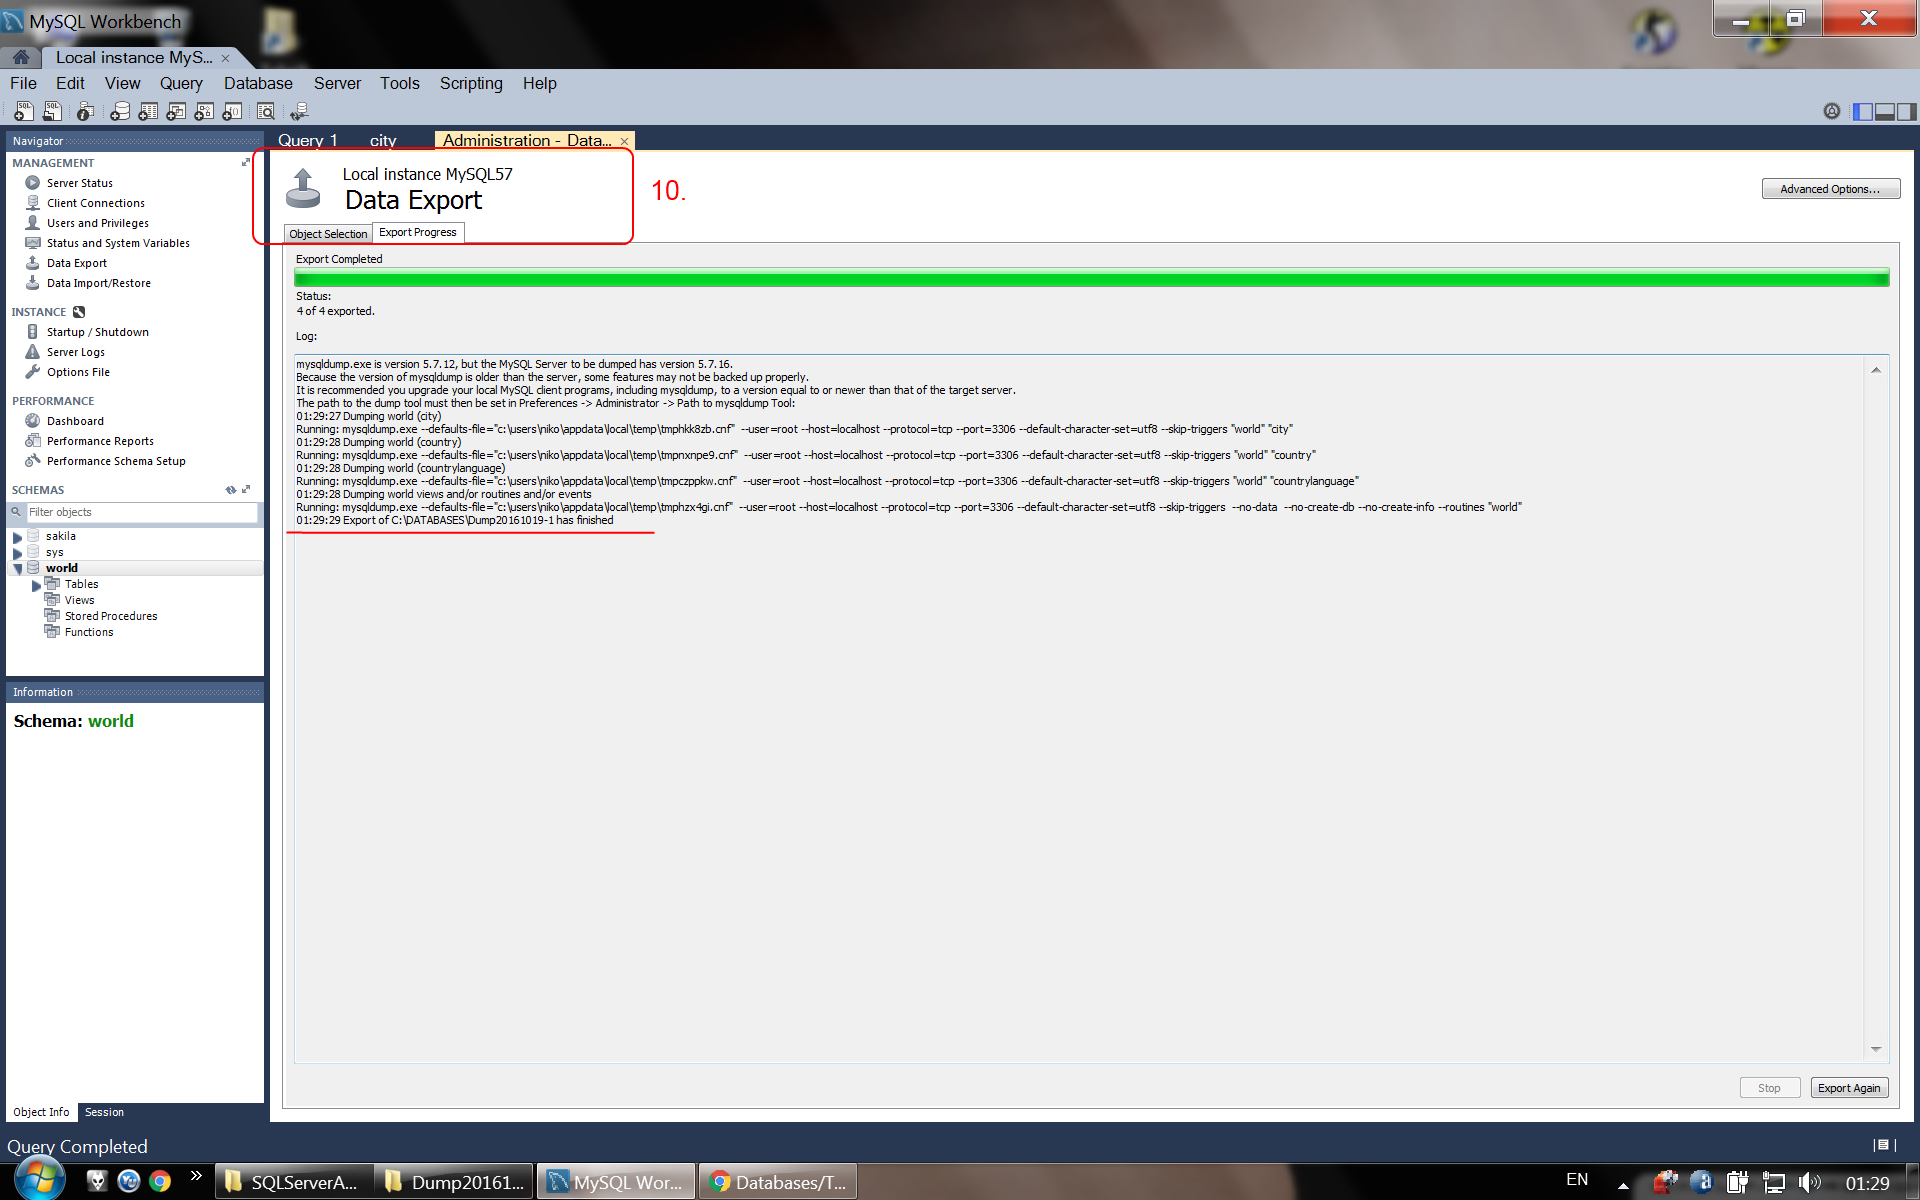 MySQL Workbench
Local instance MyS... ×
File Edit View Query Database Server Tools Scripting Help
Navigator
Query 1 city Administration - Data... ×
MANAGEMENT
Server Status
Client Connections
Users and Privileges
Status and System Variables
Data Export
Data Import/Restore
INSTANCE
Startup / Shutdown
Server Logs
Options File
PERFORMANCE
Dashboard
Performance Reports
Performance Schema Setup
SCHEMAS
Filter objects
sakila
sys
world
Tables
Views
Stored Procedures
Functions
Information
Schema: world
Object Info Session
Local instance MySQL57
Data Export
10.
Advanced Options...
Object Selection Export Progress
Export Completed
Status:
4 of 4 exported.
Log:
mysqldump.exe is version 5.7.12, but the MySQL Server to be dumped has version 5.7.16.
Because the version of mysqldump is older than the server, some features may not be backed up properly.
It is recommended you upgrade your local MySQL client programs, including mysqldump, to a version equal to or newer than that of the target server.
The path to the dump tool must then be set in Preferences -> Administrator -> Path to mysqldump Tool:
01:29:27 Dumping world (city)
Running: mysqldump.exe --defaults-file="c:\users\niko\appdata\local\temp\tmphkk8zb.cnf" --user=root --host=localhost --protocol=tcp --port=3306 --default-character-set=utf8 --skip-triggers "world" "city"
01:29:28 Dumping world (country)
Running: mysqldump.exe --defaults-file="c:\users\niko\appdata\local\temp\tmpnxnpe9.cnf" --user=root --host=localhost --protocol=tcp --port=3306 --default-character-set=utf8 --skip-triggers "world" "country"
01:29:28 Dumping world (countrylanguage)
Running: mysqldump.exe --defaults-file="c:\users\niko\appdata\local\temp\tmpczppkw.cnf" --user=root --host=localhost --protocol=tcp --port=3306 --default-character-set=utf8 --skip-triggers "world" "countrylanguage"
01:29:28 Dumping world views and/or routines and/or events
Running: mysqldump.exe --defaults-file="c:\users\niko\appdata\local\temp\tmphzx4gi.cnf" --user=root --host=localhost --protocol=tcp --port=3306 --default-character-set=utf8 --skip-triggers --no-data --no-create-db --no-create-info --routines "world"
01:29:29 Export of C:\DATABASES\Dump20161019-1 has finished
Stop Export Again
Query Completed
SQLServerA... Dump20161... MySQL Wor... Databases/T... EN 01:29